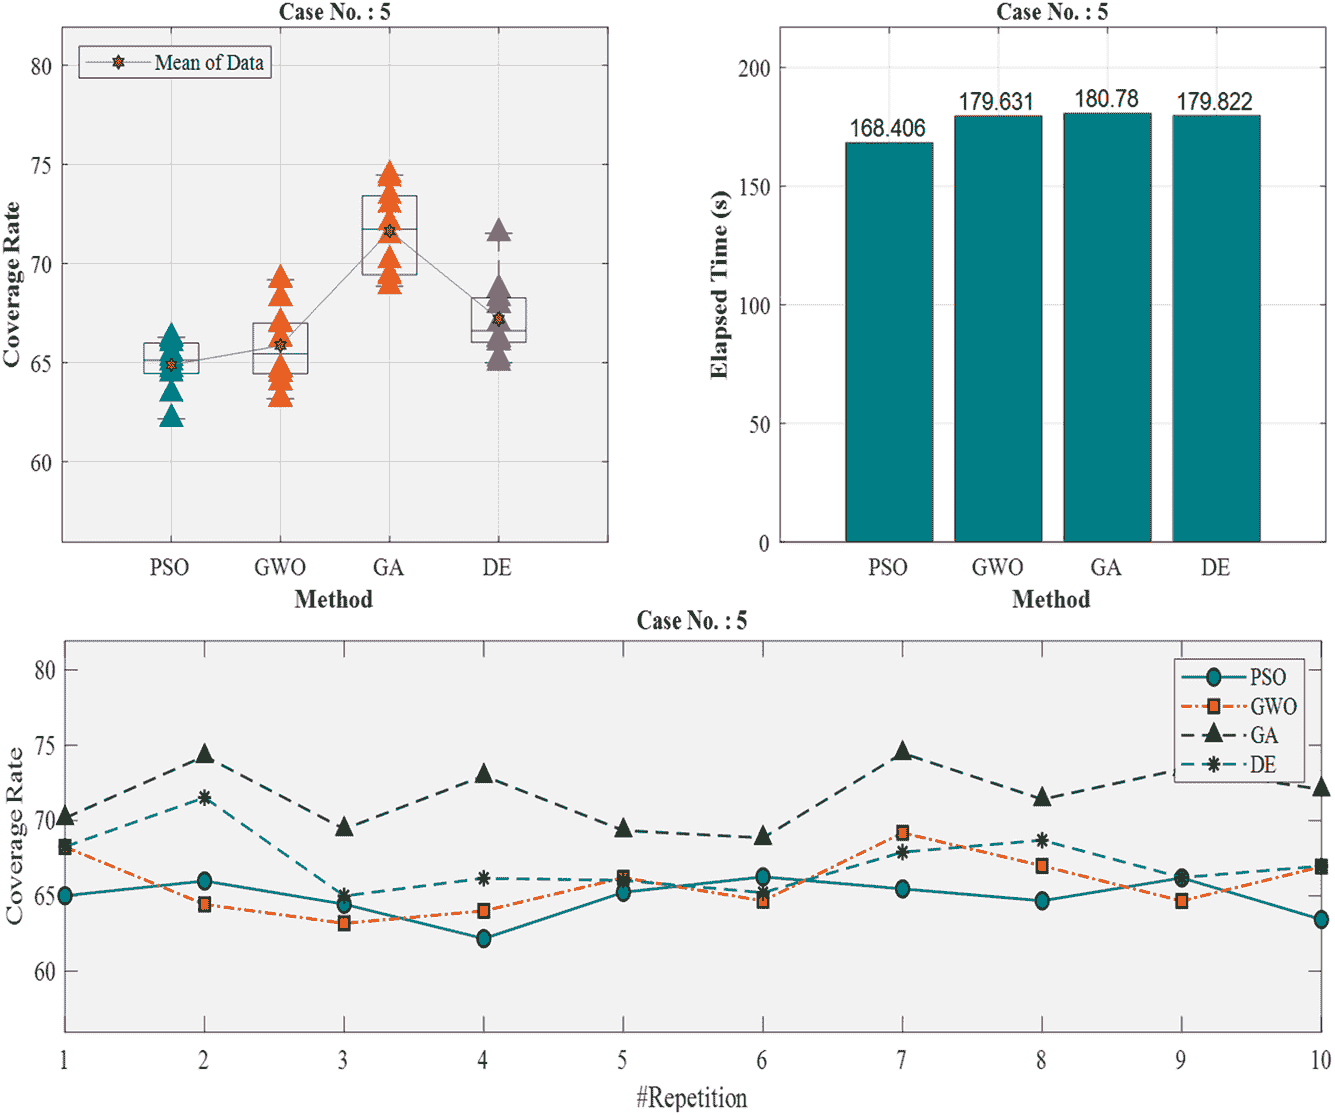 Case No. : 5
Mean of Data
Coverage Rate
80
75
70
65
60
PSO GWO GA DE
Method
Case No. : 5
Elapsed Time (s)
200
150
100
50
0
168.406
179.631
180.78
179.822
PSO GWO GA DE
Method
Case No. : 5
Coverage Rate
80
75
70
65
60
PSO
GWO
GA
DE
1 2 3 4 5 6 7 8 9 10
#Repetition